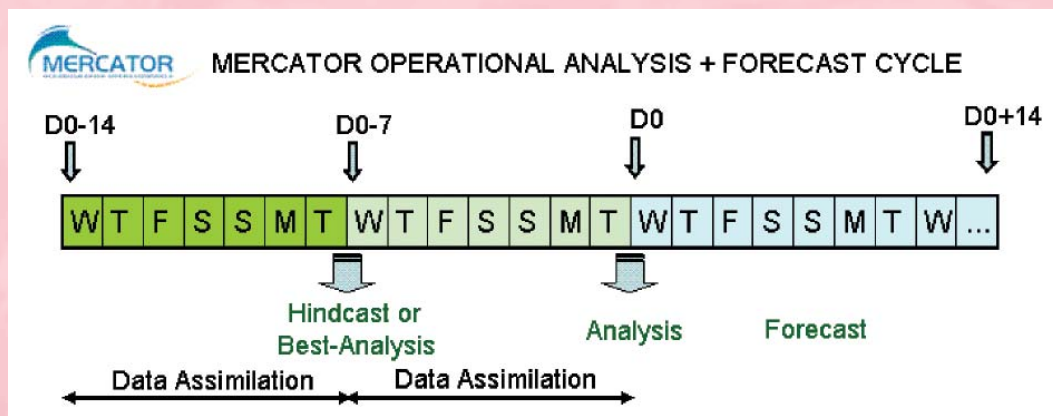 MERCATOR
MERCATOR OPERATIONAL ANALYSIS + FORECAST CYCLE
D0-14 D0-7 D0 D0+14
W T F S S M T W T F S S M T W T F S S M T W ...
Hindcast or
Best-Analysis
Analysis
Forecast
Data Assimilation Data Assimilation